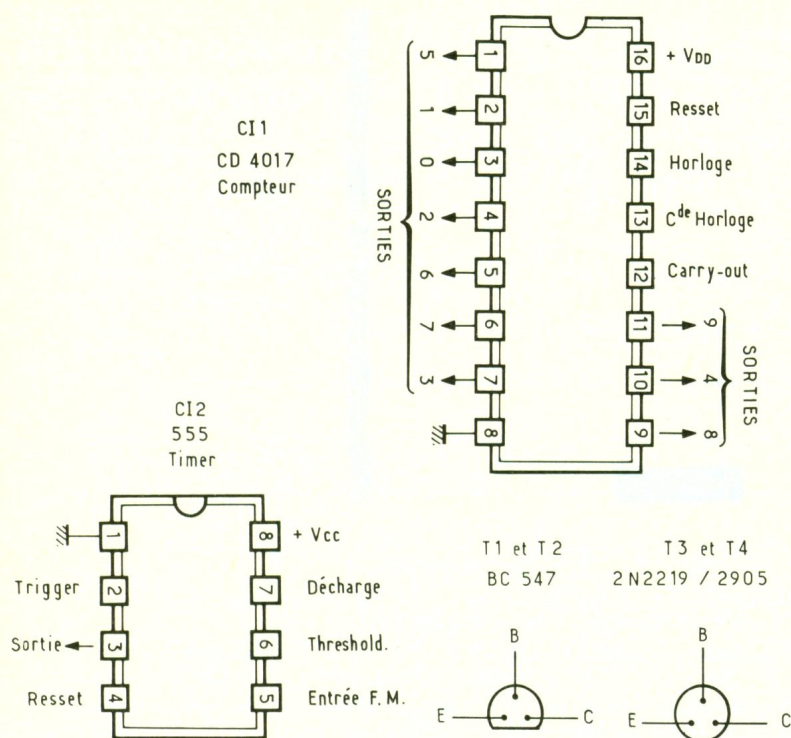 CI1
CD 4017
Compteur
SORTIES
5
1
0
2
6
7
3
1
2
3
4
5
6
7
8
16
15
14
13
12
11
10
9
+ VDD
Resset
Horloge
Cde Horloge
Carry-out
9
4
8
SORTIES
CI2
555
Timer
1
Trigger 2
Sortie 3
Resset 4
8 + Vcc
7 Décharge
6 Threshold.
5 Entrée F.M.
T1 et T2
BC 547
B
E
C
T3 et T4
2N2219 / 2905
B
E
C